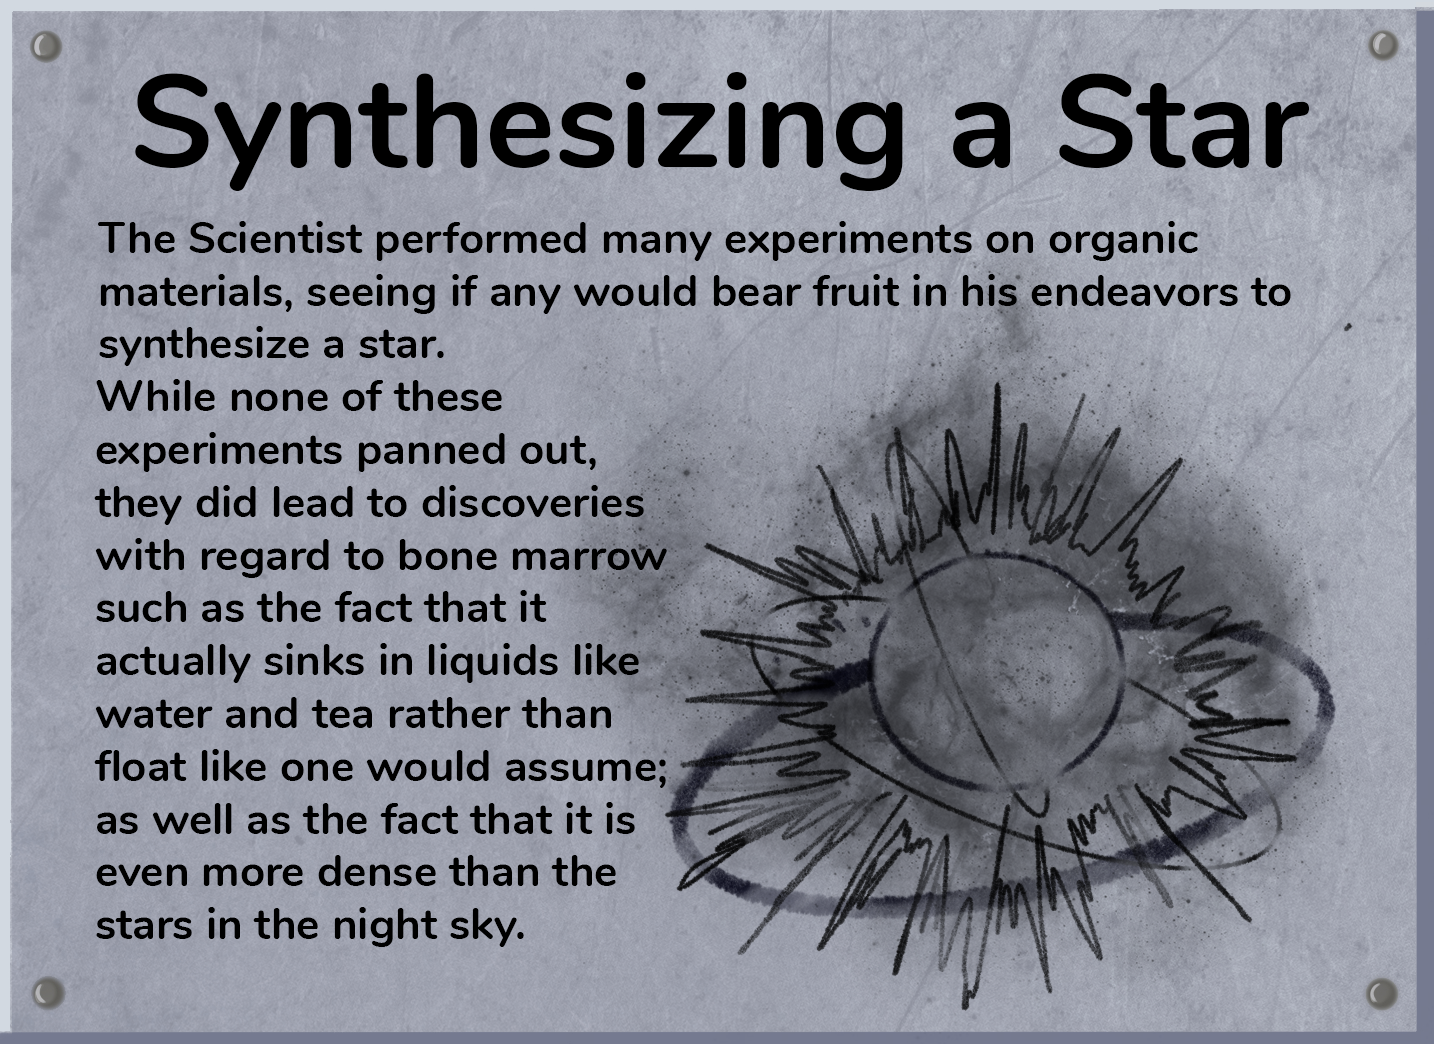 Synthesizing a Star
The Scientist performed many experiments on organic
materials, seeing if any would bear fruit in his endeavors to
synthesize a star.
While none of these
experiments panned out,
they did lead to discoveries
with regard to bone marrow
such as the fact that it
actually sinks in liquids like
water and tea rather than
float like one would assume;
as well as the fact that it is
even more dense than the
stars in the night sky.